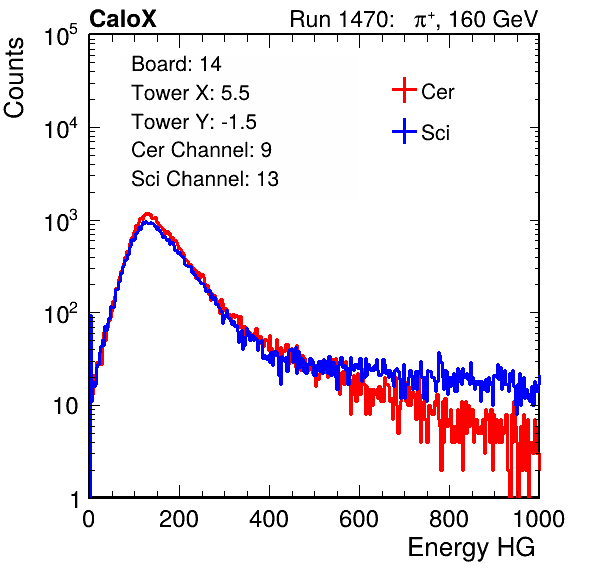 CaloX Run 1470: π⁺, 160 GeV
Counts
10⁵
10⁴
10³
10²
10
1
Board: 14
Tower X: 5.5
Tower Y: -1.5
Cer Channel: 9
Sci Channel: 13
Cer
Sci
0 200 400 600 800 1000
Energy HG